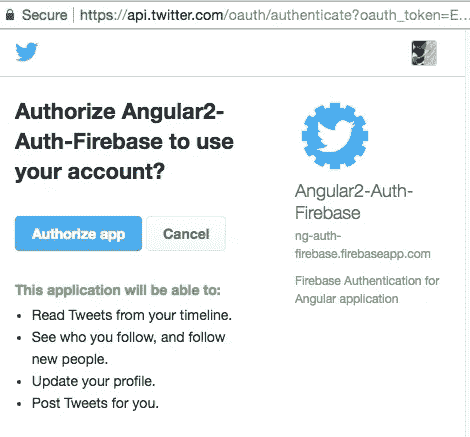 Secure https://api.twitter.com/oauth/authenticate?oauth_token=E...
Authorize Angular2-
Auth-Firebase to use
your account?
Authorize app
Cancel
This application will be able to:
• Read Tweets from your timeline.
• See who you follow, and follow
new people.
• Update your profile.
• Post Tweets for you.
Angular2-Auth-
Firebase
ng-auth-
firebase.firebaseapp.com
Firebase Authentication for
Angular application